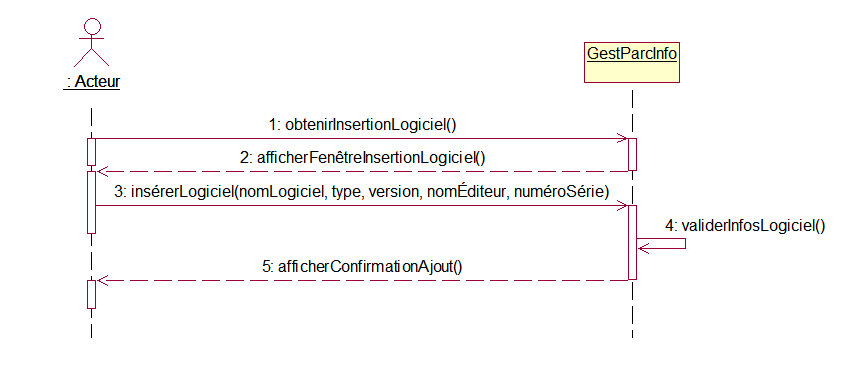 : Acteur
GestParcInfo
1: obtenirInsertionLogiciel()
2: afficherFenêtreInsertionLogiciel()
3: insérerLogiciel(nomLogiciel, type, version, nomÉditeur, numéroSérie)
4: validerInfosLogiciel()
5: afficherConfirmationAjout()